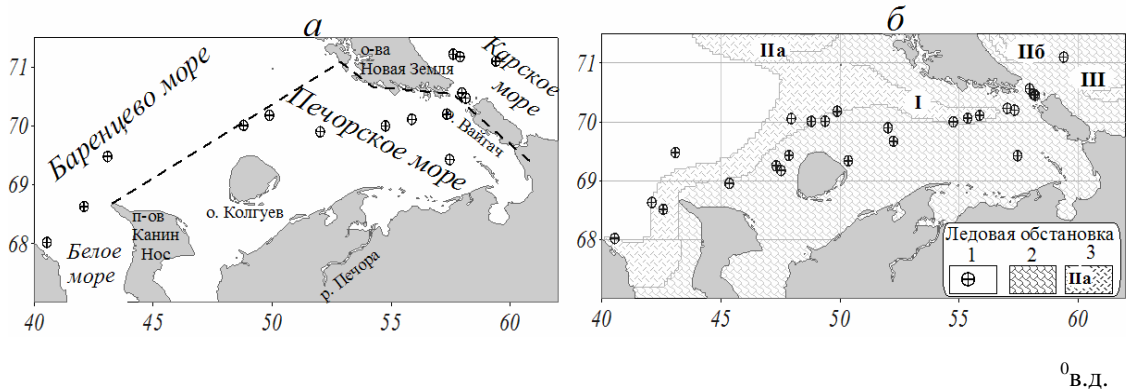 а
б
71
70
69
68
40
45
50
55
60
Баренцево море
о-ва
Новая Земля
Карское
море
Печорское море
. Вайгач
о. Колгуев
п-ов
Канин
Нос
Белое
море
р. Печора
71
70
69
68
40
45
50
55
60
IIа
IIб
III
I
Ледовая обстановка
1 2 3
IIа
0в.д.